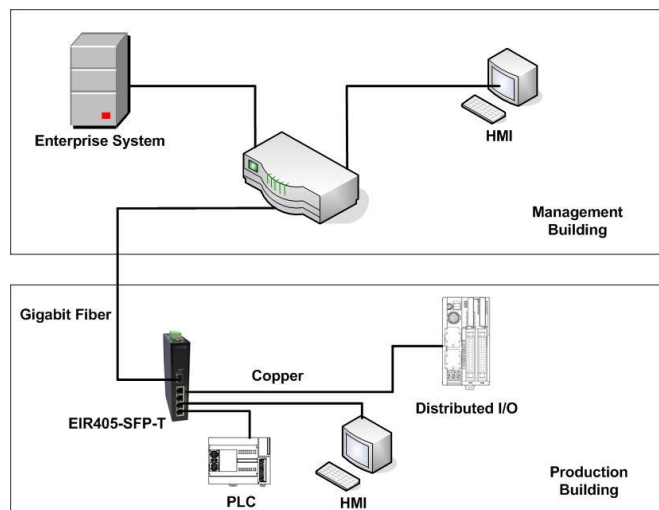 Enterprise System
HMI
Management
Building
Gigabit Fiber
Copper
EIR405-SFP-T
Distributed I/O
PLC
HMI
Production
Building